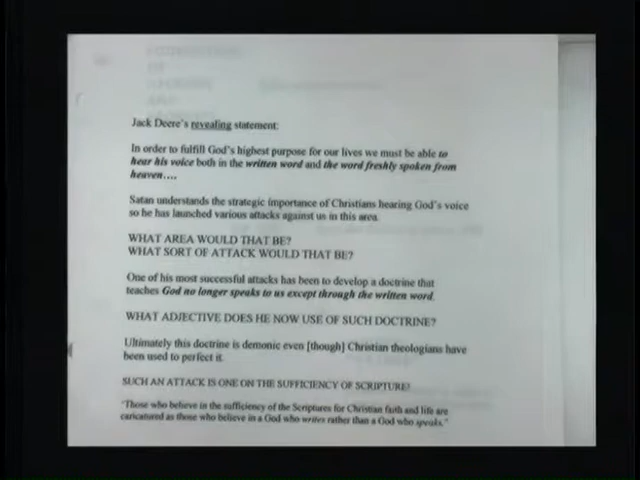 Jack Deere's revealing statement:
In order to fulfill God's highest purpose for our lives we must be able to
hear his voice both in the written word and the word freshly spoken from
heaven....
Satan understands the strategic importance of Christians hearing God's voice
so he has launched various attacks against us in this area.
WHAT AREA WOULD THAT BE?
WHAT SORT OF ATTACK WOULD THAT BE?
One of his most successful attacks has been to develop a doctrine that
teaches God no longer speaks to us except through the written word.
WHAT ADJECTIVE DOES HE NOW USE OF SUCH DOCTRINE?
Ultimately this doctrine is demonic even [though] Christian theologians have
been used to perfect it.
SUCH AN ATTACK IS ONE ON THE SUFFICIENCY OF SCRIPTURE!
"Those who believe in the sufficiency of the Scriptures for Christian faith and life are
caricatured as those who believe in a God who writes rather than a God who speaks."